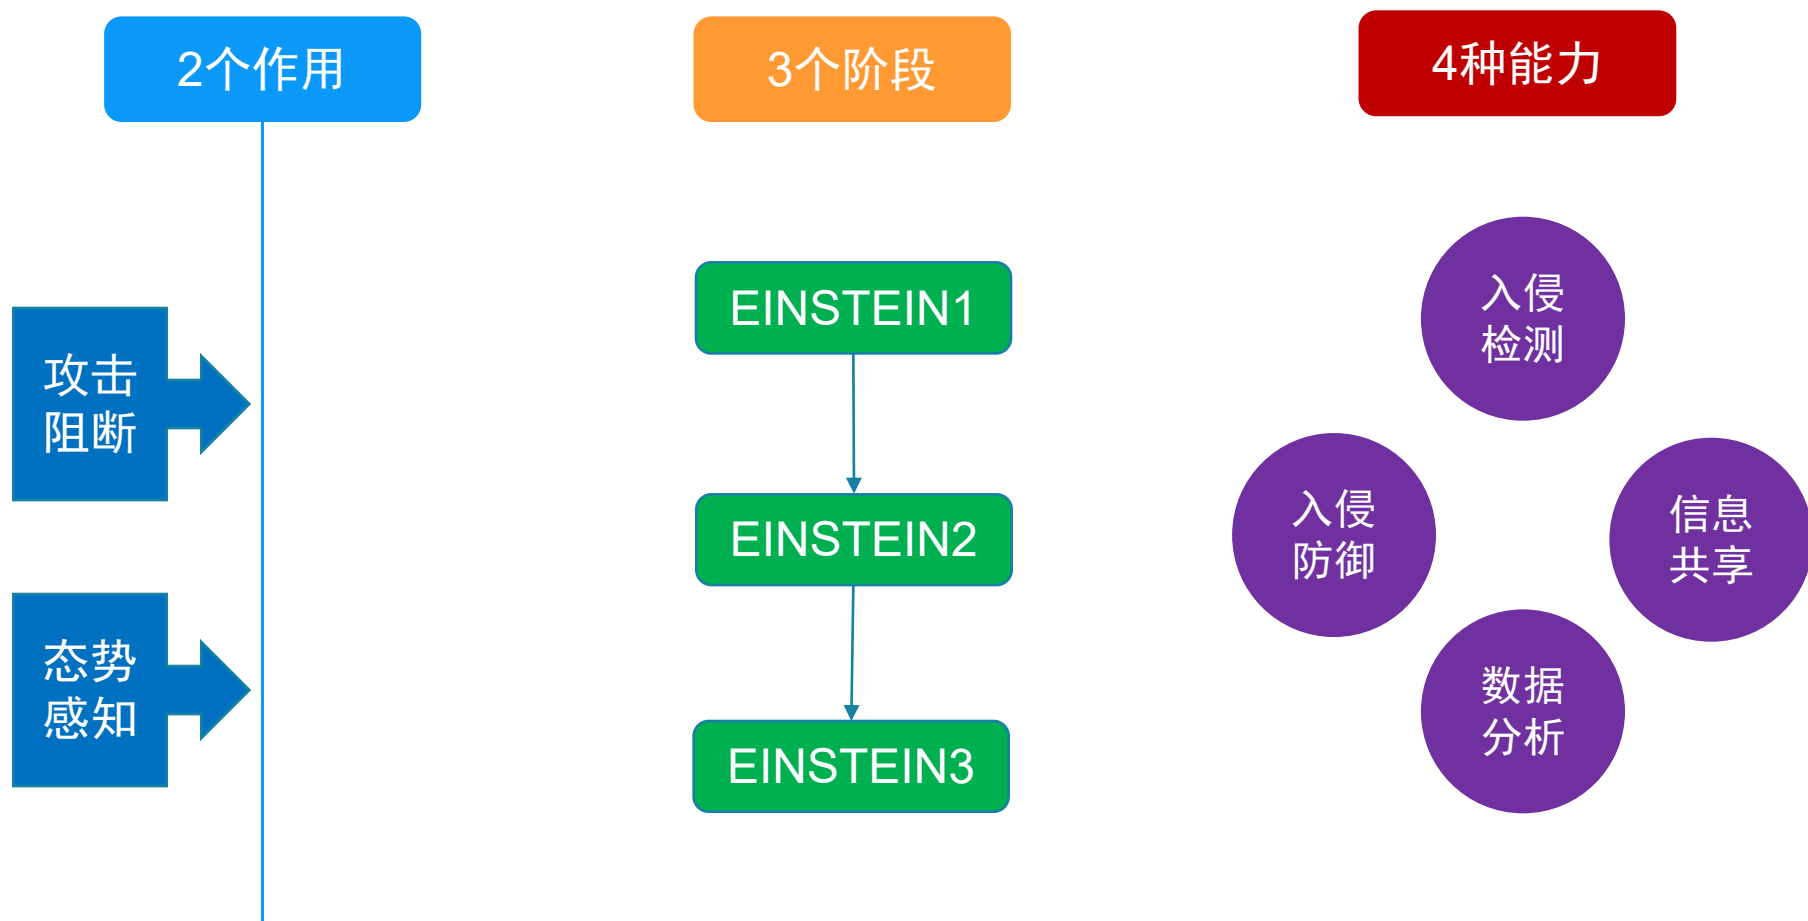 2个作用
攻击
阻断
态势
感知
3个阶段
EINSTEIN1
EINSTEIN2
EINSTEIN3
4种能力
入侵
检测
入侵
防御
信息
共享
数据
分析